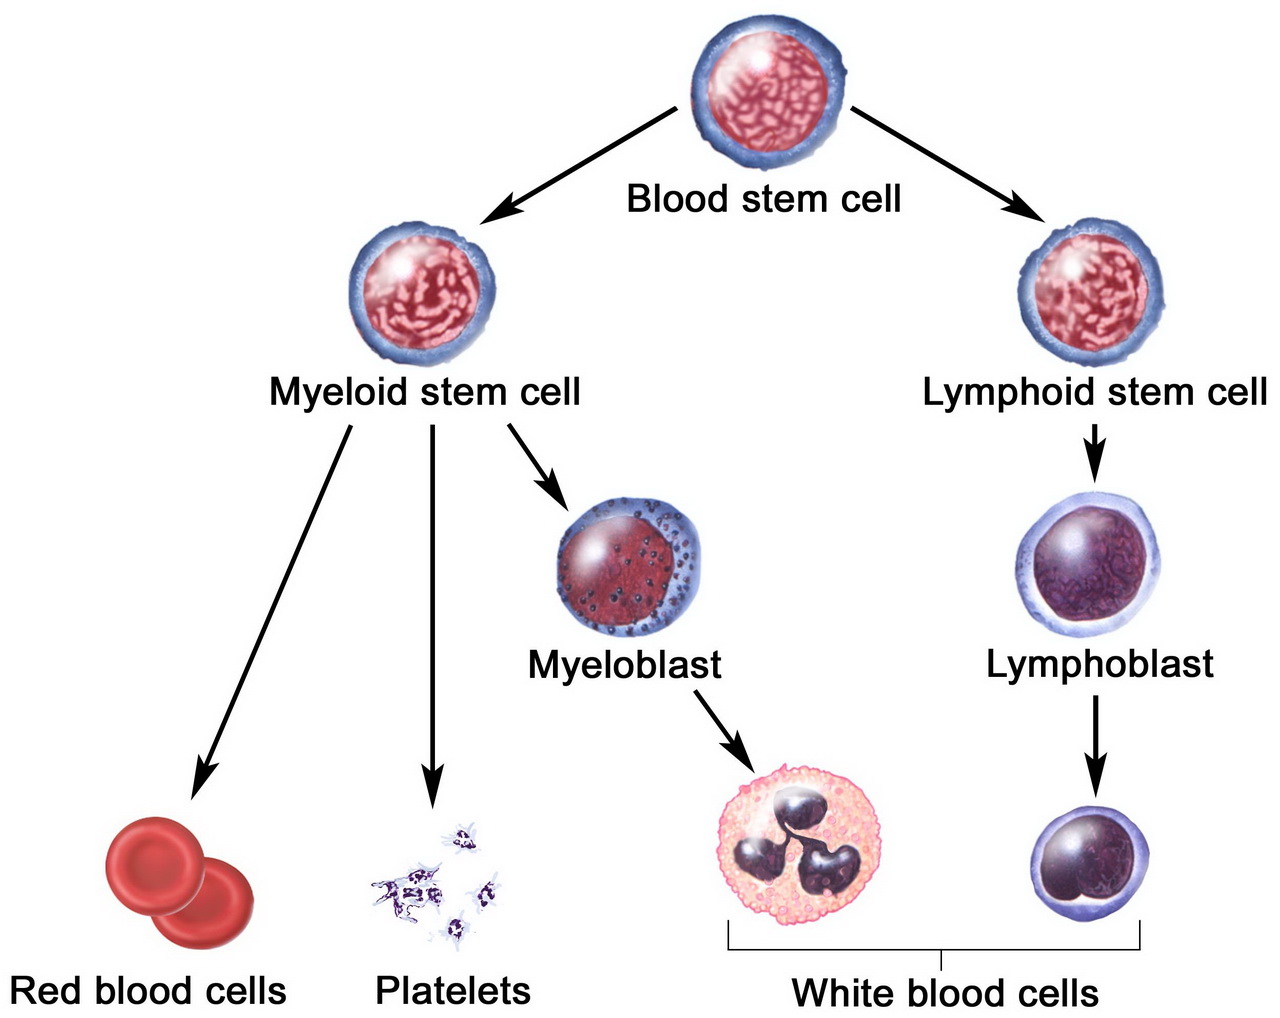 Blood stem cell
Myeloid stem cell
Lymphoid stem cell
Myeloblast
Lymphoblast
Red blood cells
Platelets
White blood cells